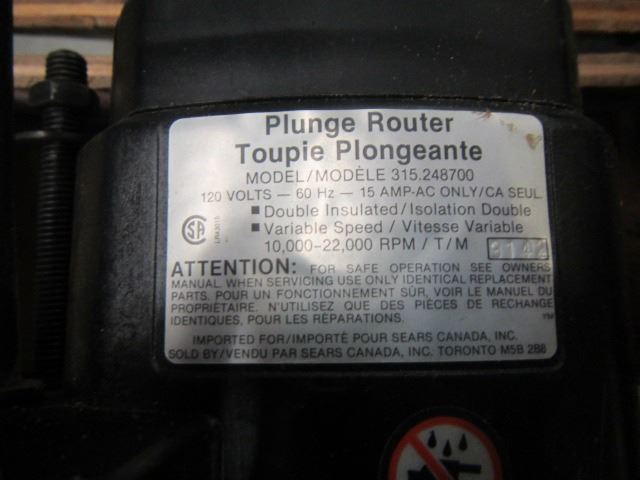 Plunge Router
Toupie Plongeante
MODEL/MODÈLE 315.248700
120 VOLTS — 60 Hz — 15 AMP-AC ONLY/CA SEUL
■ Double Insulated/Isolation Double
■ Variable Speed / Vitesse Variable
10,000–22,000 RPM / T/M
ATTENTION: FOR SAFE OPERATION SEE OWNERS
MANUAL. WHEN SERVICING USE ONLY IDENTICAL REPLACEMENT
PARTS. POUR UN FONCTIONNEMENT SÛR, VOIR LE MANUEL DU
PROPRIÉTAIRE. N'UTILISEZ QUE DES PIÈCES DE RECHANGE
IDENTIQUES, POUR LES RÉPARATIONS.
TM
IMPORTED FOR/IMPORTÉ POUR SEARS CANADA, INC.
SOLD BY/VENDU PAR SEARS CANADA, INC. TORONTO M5B 2B8